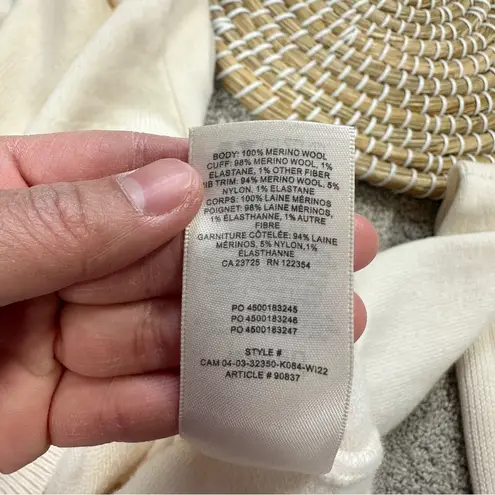 BODY: 100% MERINO WOOL
CUFF: 98% MERINO WOOL, 1%
ELASTANE, 1% OTHER FIBER
IB TRIM: 94% MERINO WOOL, 5%
NYLON, 1% ELASTANE
CORPS: 100% LAINE MÉRINOS
POIGNET: 98% LAINE MÉRINOS,
1% ÉLASTHANNE, 1% AUTRE
FIBRE
GARNITURE CÔTELÉE: 94% LAINE
MÉRINOS, 5% NYLON,1%
ÉLASTHANNE
CA 23725 RN 122354
PO 4500183245
PO 4500183246
PO 4500183247
STYLE #
CAM 04-03-32350-K084-WI22
ARTICLE # 90837